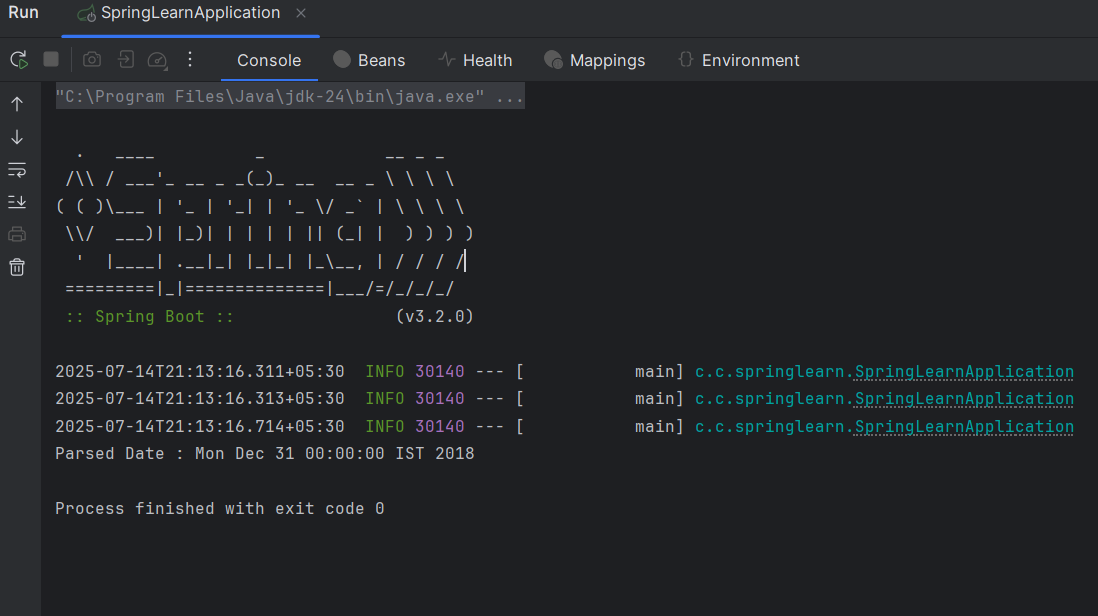 Run SpringLearnApplication
Console Beans Health Mappings Environment
"C:\Program Files\Java\jdk-24\bin\java.exe" ...
  .   ____          _            __ _ _
 /\\ / ___'_ __ _ _(_)_ __  __ _ \ \ \ \
( ( )\___ | '_ | '_| | '_ \/ _` | \ \ \ \
 \\/  ___)| |_)| | | | | || (_| |  ) ) ) )
  '  |____| .__|_| |_|_| |_\__, | / / / /
 =========|_|==============|___/=/_/_/_/
 :: Spring Boot ::                (v3.2.0)
2025-07-14T21:13:16.311+05:30  INFO 30140 --- [           main] c.c.springlearn.SpringLearnApplication
2025-07-14T21:13:16.313+05:30  INFO 30140 --- [           main] c.c.springlearn.SpringLearnApplication
2025-07-14T21:13:16.714+05:30  INFO 30140 --- [           main] c.c.springlearn.SpringLearnApplication
Parsed Date : Mon Dec 31 00:00:00 IST 2018
Process finished with exit code 0